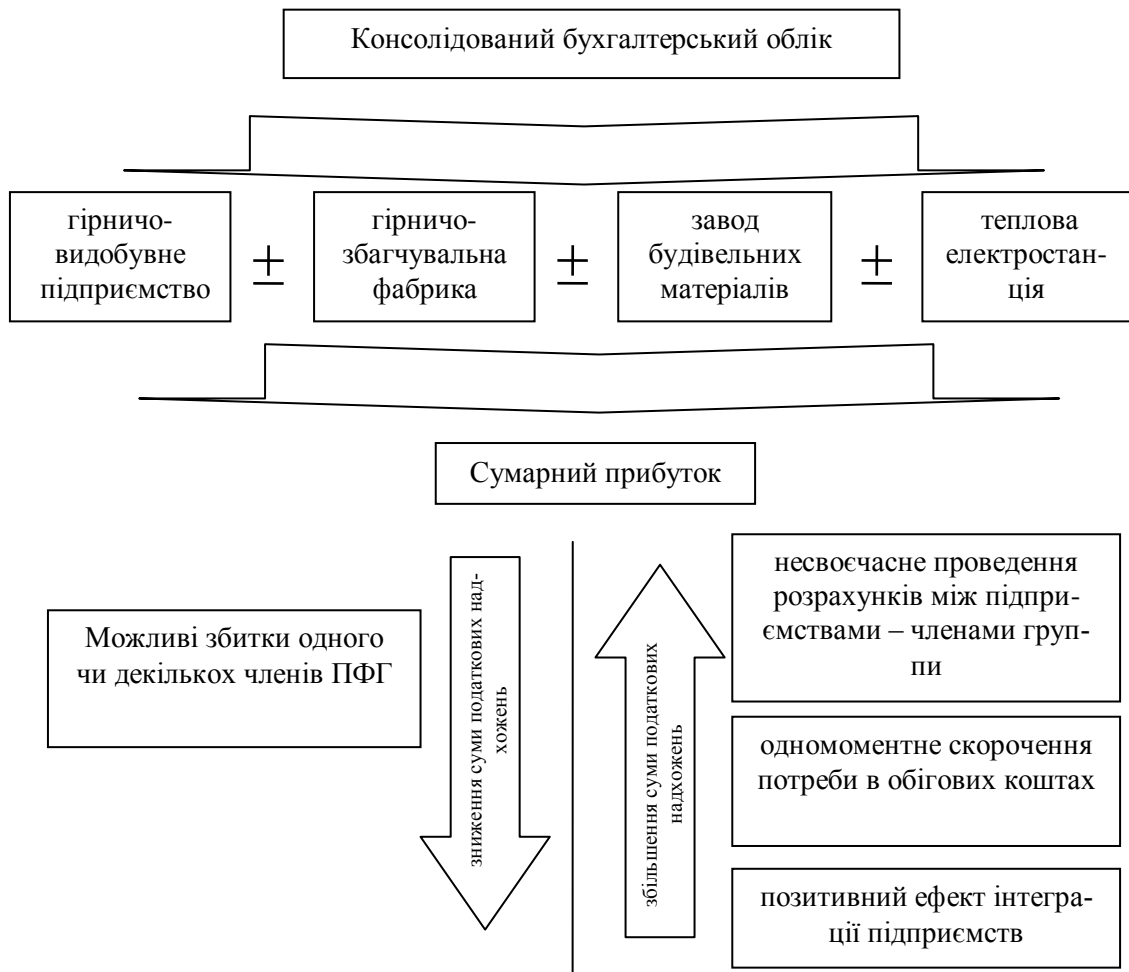 Консолідований бухгалтерський облік
гірничо-
видобувне
підприємство
±
гірничо-
збагчувальна
фабрика
±
завод
будівельних
матеріалів
±
теплова
електростан-
ція
Сумарний прибуток
Можливі збитки одного
чи декількох членів ПФГ
зниження суми податкових над-
хожень
збільшення суми податкових
надхожень
несвоєчасне проведення
розрахунків між підпри-
ємствами – членами груп-
пи
одномоментне скорочення
потреби в обігових коштах
позитивний ефект інтегра-
ції підприємств